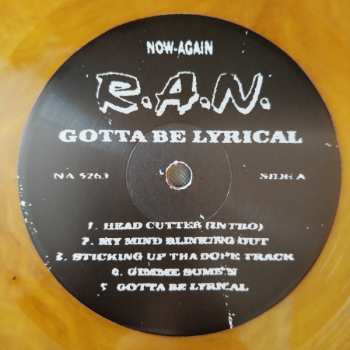 NOW-AGAIN
R.A.N.
GOTTA BE LYRICAL
NA 5263 SIDE A
1. HEAD CUTTER (INTRO)
2. MY MIND BLINKING OUT
3. STICKING UP THA DOPE TRACK
4. GIMME SUME'N
5 GOTTA BE LYRICAL